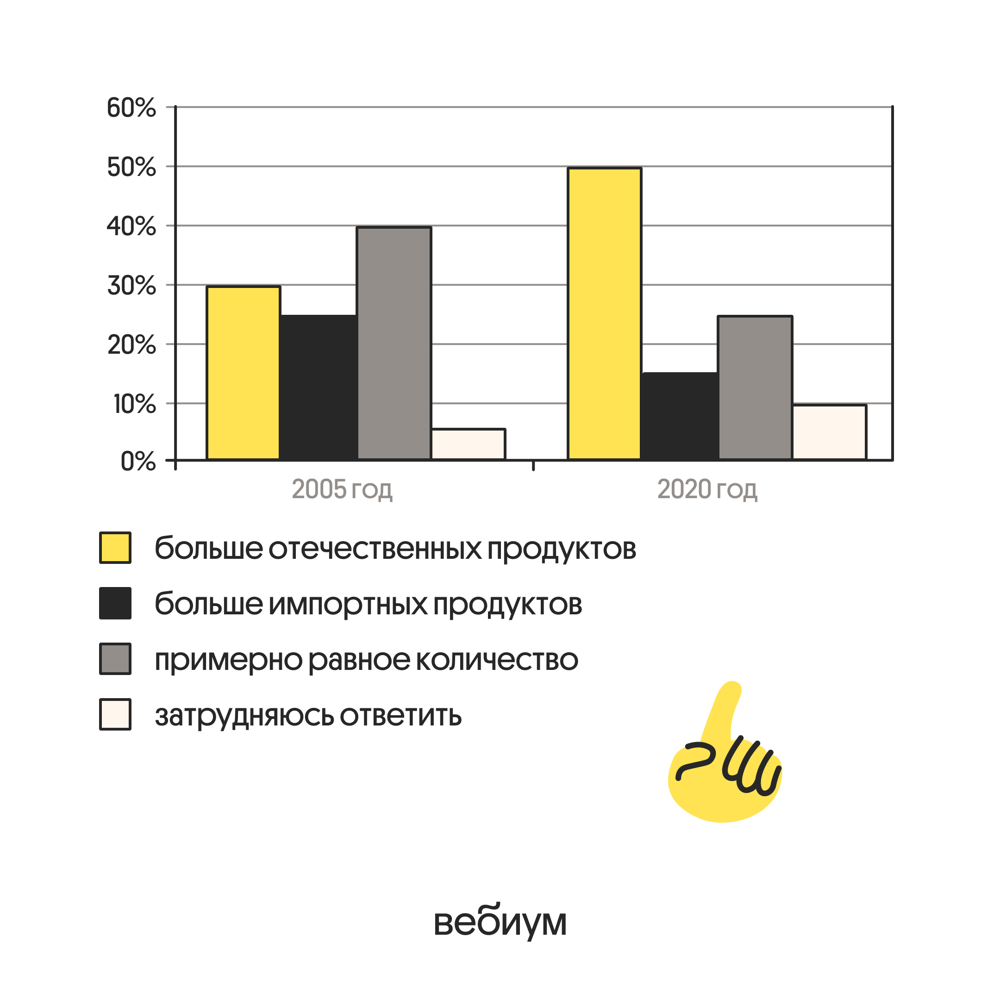 60%
50%
40%
30%
20%
10%
0%
2005 год
2020 год
больше отечественных продуктов
больше импортных продуктов
примерно равное количество
затрудняюсь ответить
вебиум